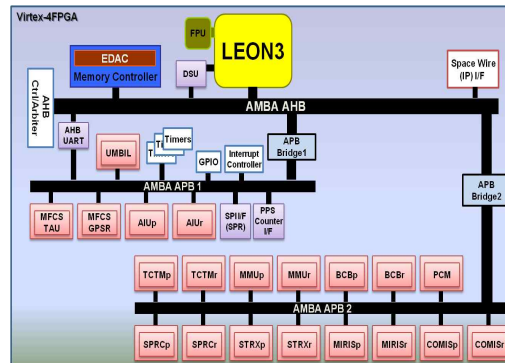 Virtex-4FPGA
FPU
LEON3
EDAC
Memory Controller
DSU
Space Wire
(IP) I/F
AHB
Ctrl/Arbiter
AMBA AHB
AHB
UART
UMBIL
Timers
GPIO
Interrupt
Controller
APB
Bridge1
AMBA APB 1
APB
Bridge2
MFCS
TAU
MFCS
GPSR
AIUp
AIUr
SPI I/F
(SPR)
PPS
Counter
I/F
TCTMp
TCTMr
MMUp
MMUr
BCBp
BCBr
PCM
AMBA APB 2
SPRCp
SPRCr
STRXp
STRXr
MIRISp
MIRISr
COMISp
COMISr